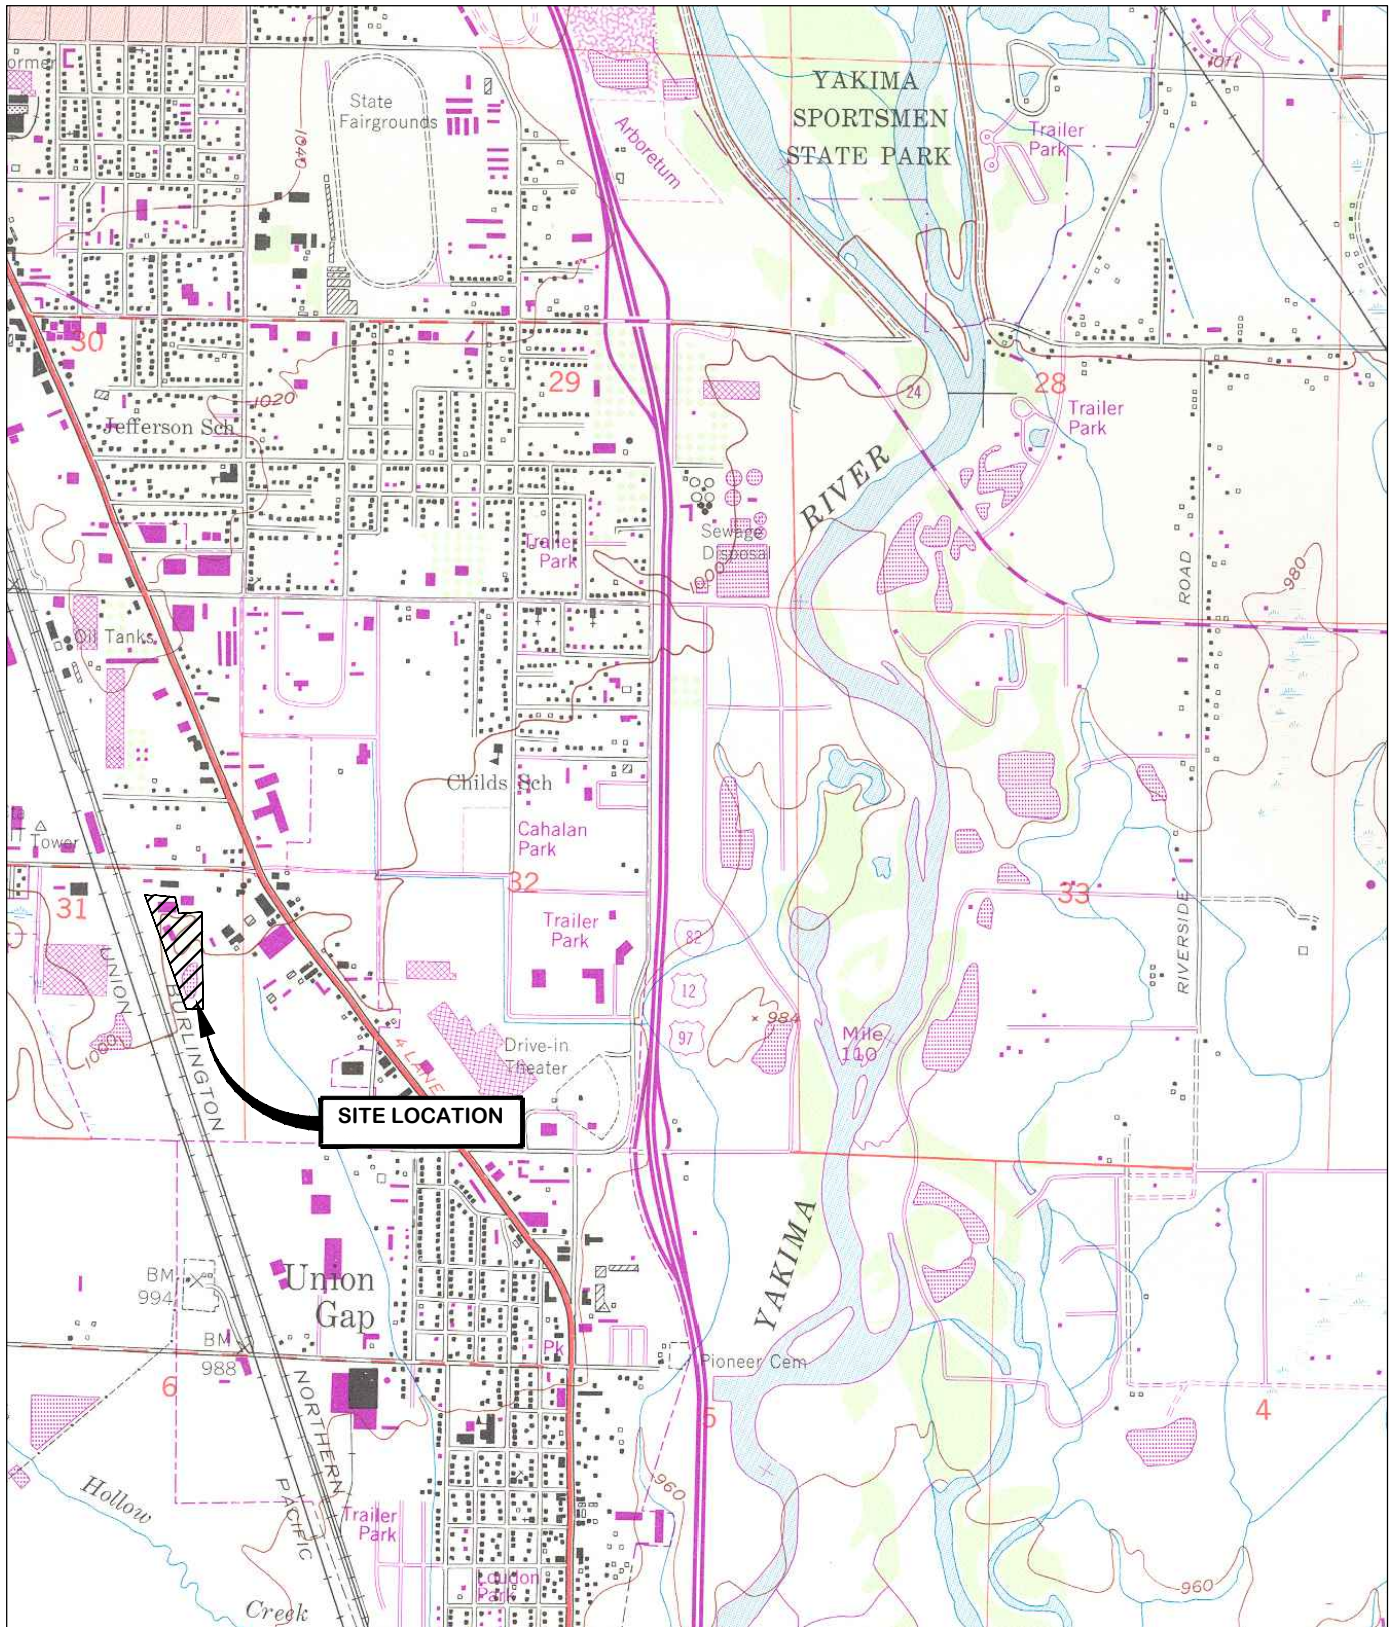 ormer
State
Fairgrounds
1040
Arboretum
YAKIMA
SPORTSMEN
STATE PARK
Trailer
Park
1011
30
29
28
24
1020
Jefferson Sch
Trailer
Park
RIVER
Sewage
Disposal
Trailer
Park
1000
ROAD
980
Oil Tanks
Childs Sch
Cahalan
Park
Tower
31
32
33
Trailer
Park
82
12
97
RIVERSIDE
UNION
BURLINGTON
1000
× 984
Mile
110
Drive-in
Theater
4 LANE
SITE LOCATION
YAKIMA
BM
994
Union
Gap
BM
988
Pk
Pioneer Cem
6
5
4
NORTHERN
PACIFIC
Hollow
Creek
960
Trailer
Park
Loudon
Park
960